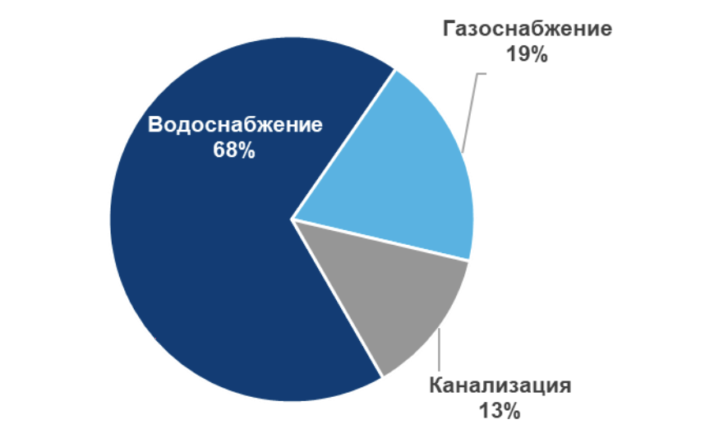 Газоснабжение
19%
Водоснабжение
68%
Канализация
13%